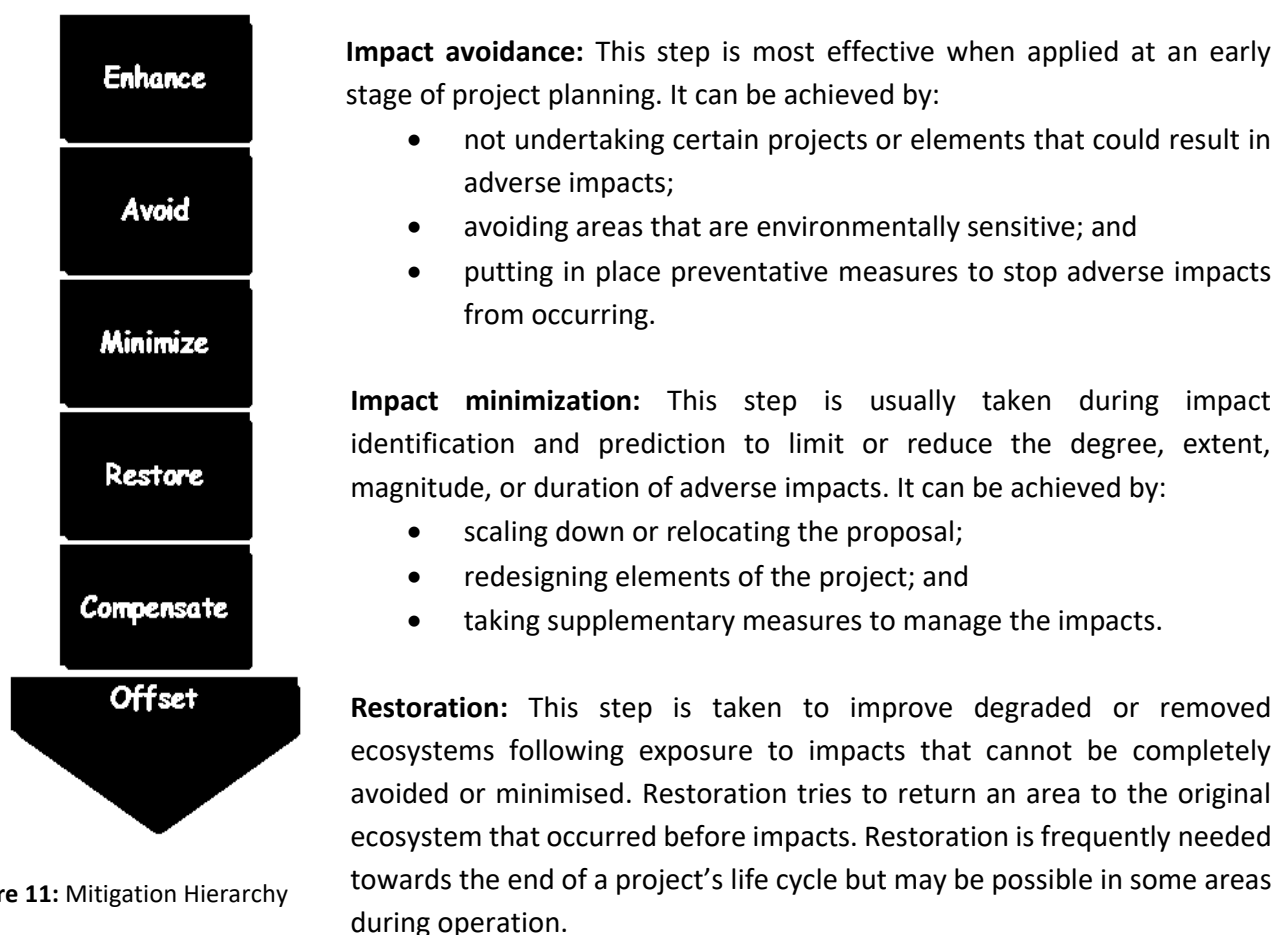 Enhance
Avoid
Minimize
Restore
Compensate
Offset
re 11: Mitigation Hierarchy
Impact avoidance: This step is most effective when applied at an early
stage of project planning. It can be achieved by:
• not undertaking certain projects or elements that could result in
adverse impacts;
• avoiding areas that are environmentally sensitive; and
• putting in place preventative measures to stop adverse impacts
from occurring.
Impact minimization: This step is usually taken during impact
identification and prediction to limit or reduce the degree, extent,
magnitude, or duration of adverse impacts. It can be achieved by:
• scaling down or relocating the proposal;
• redesigning elements of the project; and
• taking supplementary measures to manage the impacts.
Restoration: This step is taken to improve degraded or removed
ecosystems following exposure to impacts that cannot be completely
avoided or minimised. Restoration tries to return an area to the original
ecosystem that occurred before impacts. Restoration is frequently needed
towards the end of a project’s life cycle but may be possible in some areas
during operation.